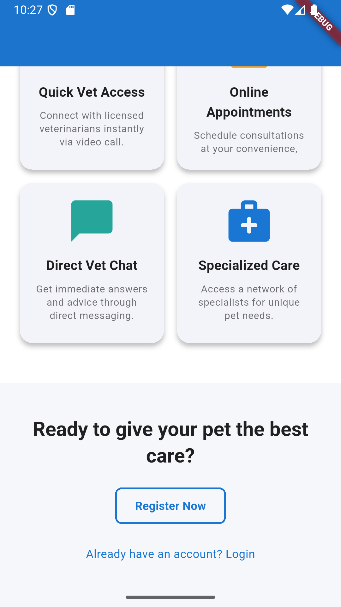 10:27
DEBUG
Quick Vet Access
Connect with licensed
veterinarians instantly
via video call.
Online
Appointments
Schedule consultations
at your convenience,
Direct Vet Chat
Get immediate answers
and advice through
direct messaging.
Specialized Care
Access a network of
specialists for unique
pet needs.
Ready to give your pet the best
care?
Register Now
Already have an account? Login